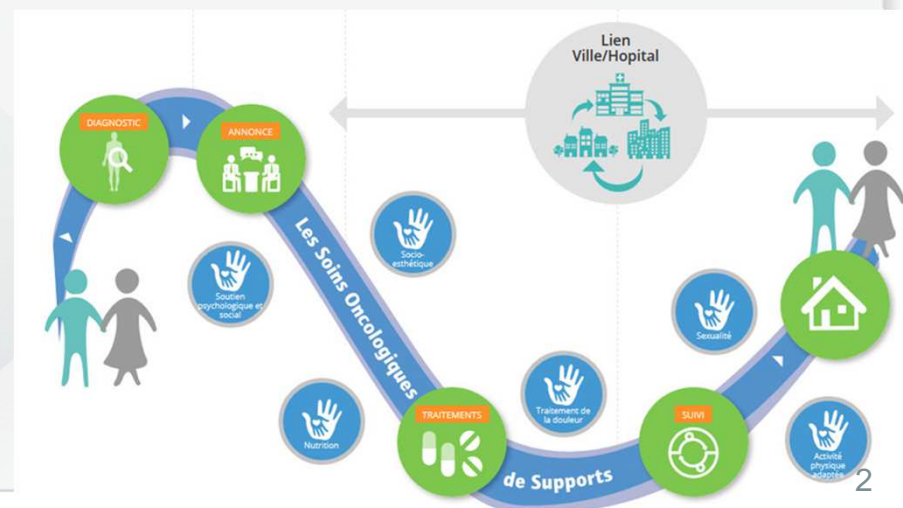 Lien
Ville/Hopital
DIAGNOSTIC
ANNONCE
Les Soins Oncologiques
de Supports
Socio-
esthétique
Soutien
psychologique et
social
Sexualité
Nutrition
Traitement de
la douleur
TRAITEMENTS
SUIVI
Activité
physique
adaptée
2